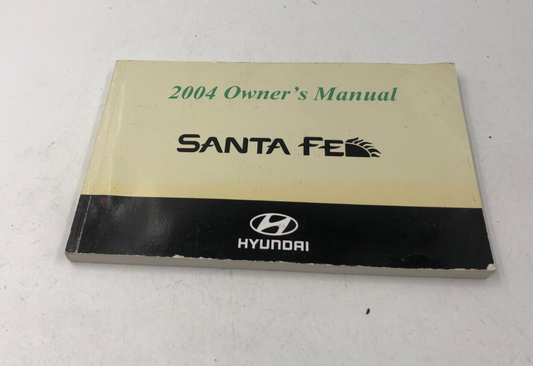 2004 Owner's Manual
SANTA FE
HYUNDAI